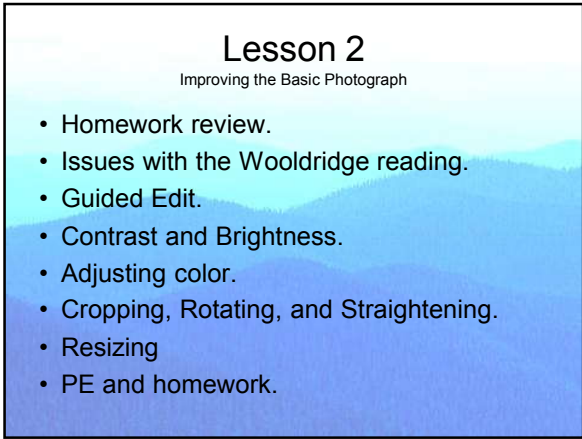 Lesson 2
Improving the Basic Photograph
• Homework review.
• Issues with the Wooldridge reading.
• Guided Edit.
• Contrast and Brightness.
• Adjusting color.
• Cropping, Rotating, and Straightening.
• Resizing
• PE and homework.